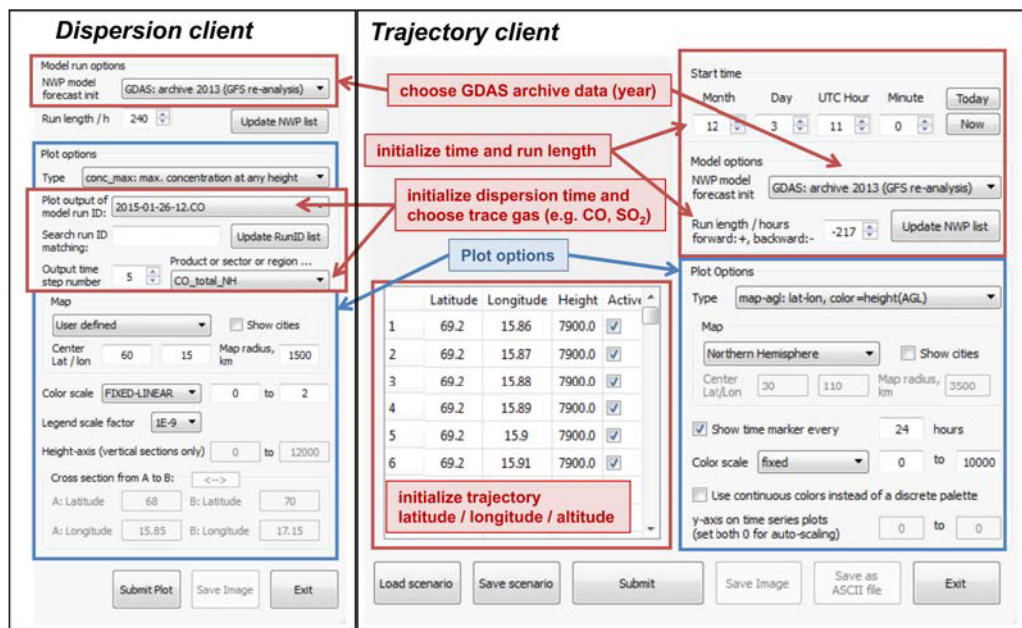 Dispersion client
Model run options
NWP model
forecast init
GDAS: archive 2013 (GFS re-analysis)
Run length / h 240 Update NWP list
Plot options
Type conc_max: max. concentration at any height
Plot output of
model run ID: 2015-01-26-12.CO
Search run ID
matching: Update RunID list
Output time
step number 5
Product or sector or region ...
CO_total_NH
Map
User defined Show cities
Center
Lat / lon 60 15
Map radius,
km 1500
Color scale FIXED-LINEAR 0 to 2
Legend scale factor 1E-9
Height-axis (vertical sections only) 0 to 12000
Cross section from A to B: <-->
A: Latitude 68 B: Latitude 70
A: Longitude 15.85 B: Longitude 17.15
Submit Plot Save Image Exit
choose GDAS archive data (year)
initialize time and run length
initialize dispersion time and
choose trace gas (e.g. CO, SO2)
Plot options
Trajectory client
Start time
Month Day UTC Hour Minute Today
12 3 11 0 Now
Model options
NWP model
forecast init
GDAS: archive 2013 (GFS re-analysis)
Run length / hours
forward:+, backward:- -217 Update NWP list
Latitude Longitude Height Active
1 69.2 15.86 7900.0
2 69.2 15.87 7900.0
3 69.2 15.88 7900.0
4 69.2 15.89 7900.0
5 69.2 15.9 7900.0
6 69.2 15.91 7900.0
initialize trajectory
latitude / longitude / altitude
Plot Options
Type map-agl: lat-lon, color=height(AGL)
Map
Northern Hemisphere Show cities
Center
Lat/Lon 30 110
Map radius,
km 3500
Show time marker every 24 hours
Color scale fixed 0 to 10000
Use continuous colors instead of a discrete palette
y-axis on time series plots
(set both 0 for auto-scaling) 0 to 0
Load scenario Save scenario Submit Save Image
Save as
ASCII file
Exit